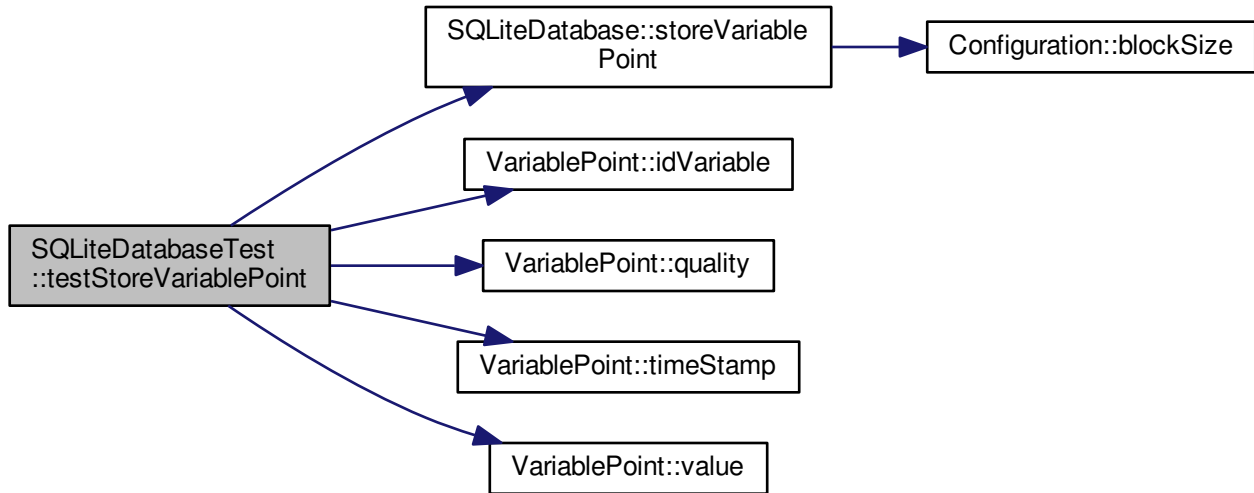 SQLiteDatabase::storeVariable
Point
Configuration::blockSize
VariablePoint::idVariable
SQLiteDatabaseTest
::testStoreVariablePoint
VariablePoint::quality
VariablePoint::timeStamp
VariablePoint::value